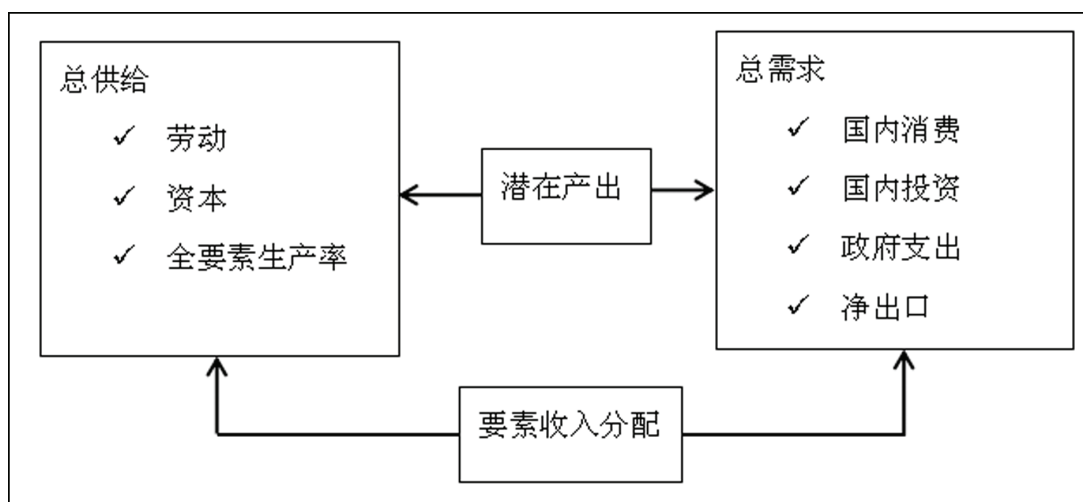 总供给
✓ 劳动
✓ 资本
✓ 全要素生产率
潜在产出
总需求
✓ 国内消费
✓ 国内投资
✓ 政府支出
✓ 净出口
要素收入分配